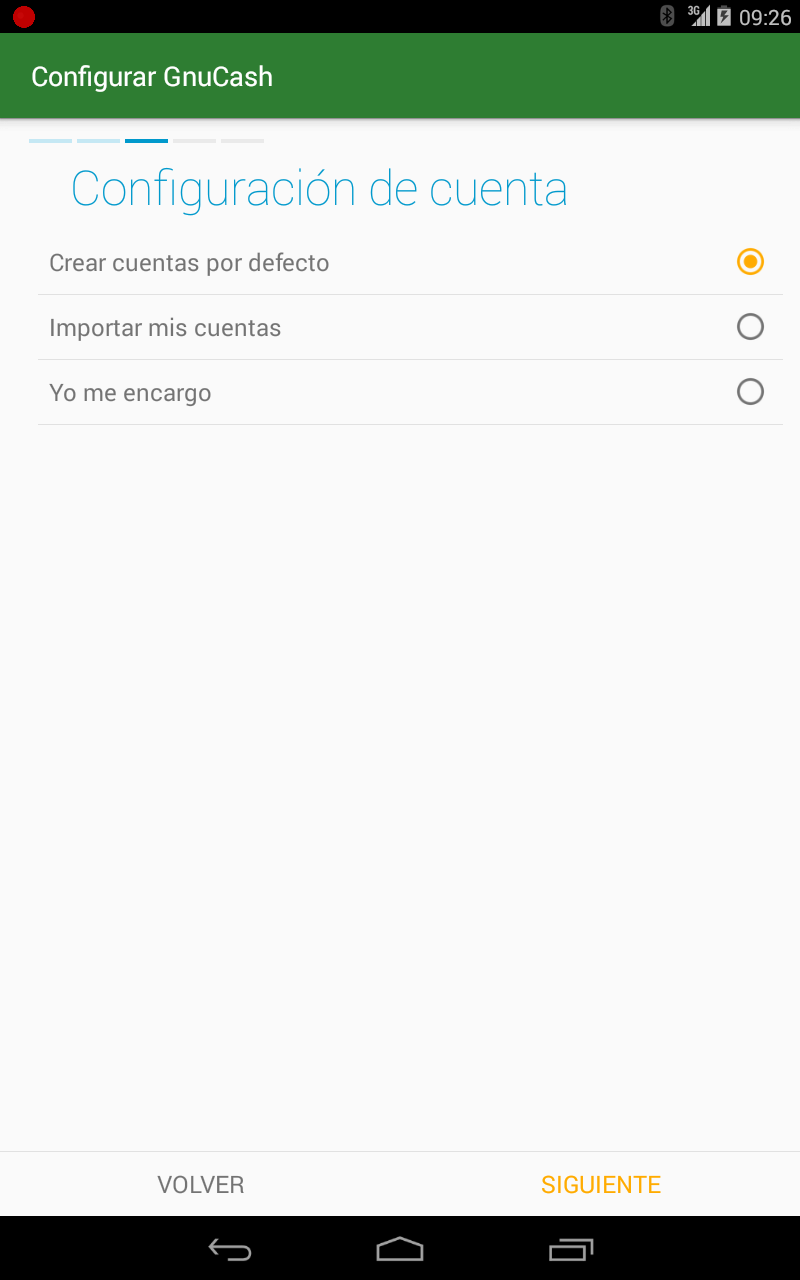 3G 09:26
Configurar GnuCash
Configuración de cuenta
Crear cuentas por defecto
Importar mis cuentas
Yo me encargo
VOLVER SIGUIENTE